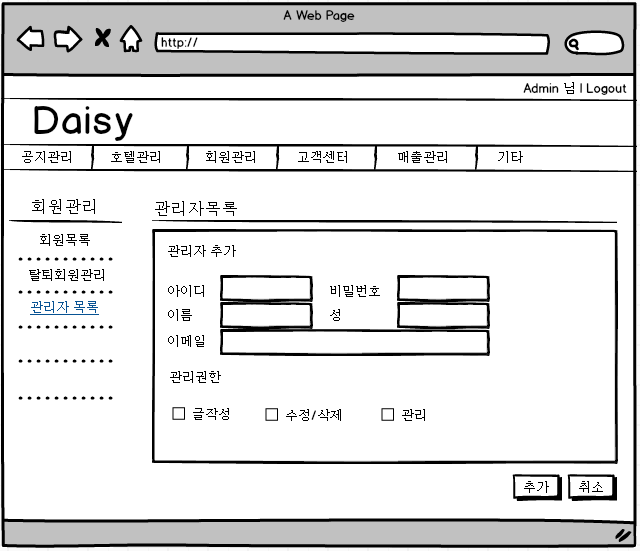 A Web Page
http://
Admin 님 | Logout
Daisy
공지관리 호텔관리 회원관리 고객센터 매출관리 기타
회원관리
회원목록
탈퇴회원관리
관리자 목록
관리자목록
관리자 추가
아이디 비밀번호
이름 성
이메일
관리권한
글작성 수정/삭제 관리
추가 취소